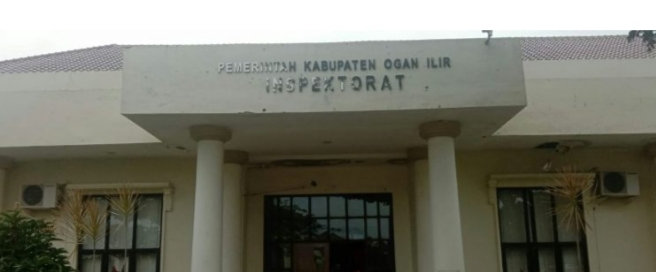 PEMERINTAH KABUPATEN OGAN ILIR
INSPEKTORAT